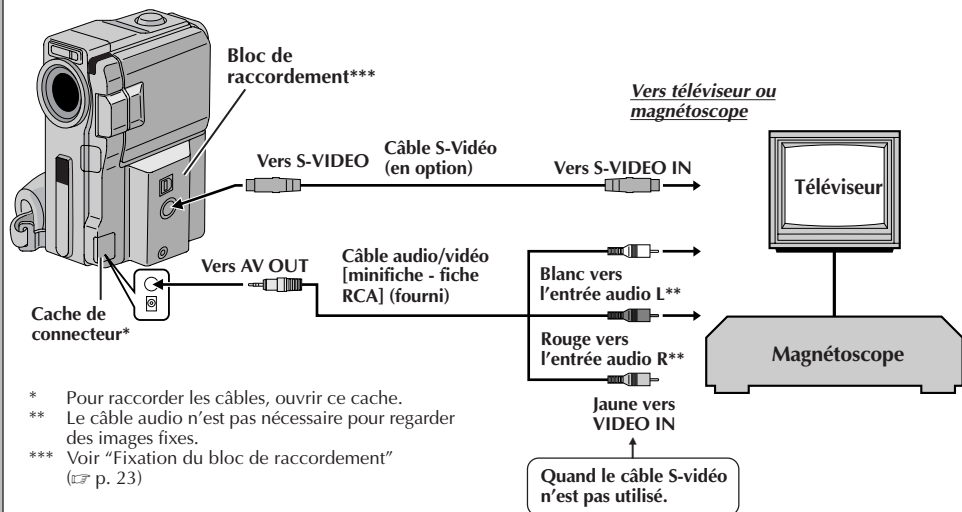 Bloc de
raccordement***
Vers téléviseur ou
magnétoscope
Vers S-VIDEO
Câble S-Vidéo
(en option)
Vers S-VIDEO IN
Téléviseur
Vers AV OUT
Câble audio/vidéo
[minifiche - fiche
RCA] (fourni)
Blanc vers
l'entrée audio L**
Cache de
connecteur*
Rouge vers
l'entrée audio R**
Magnétoscope
Jaune vers
VIDEO IN
Quand le câble S-vidéo
n'est pas utilisé.
* Pour raccorder les câbles, ouvrir ce cache.
** Le câble audio n'est pas nécessaire pour regarder
des images fixes.
*** Voir "Fixation du bloc de raccordement"
(☞ p. 23)